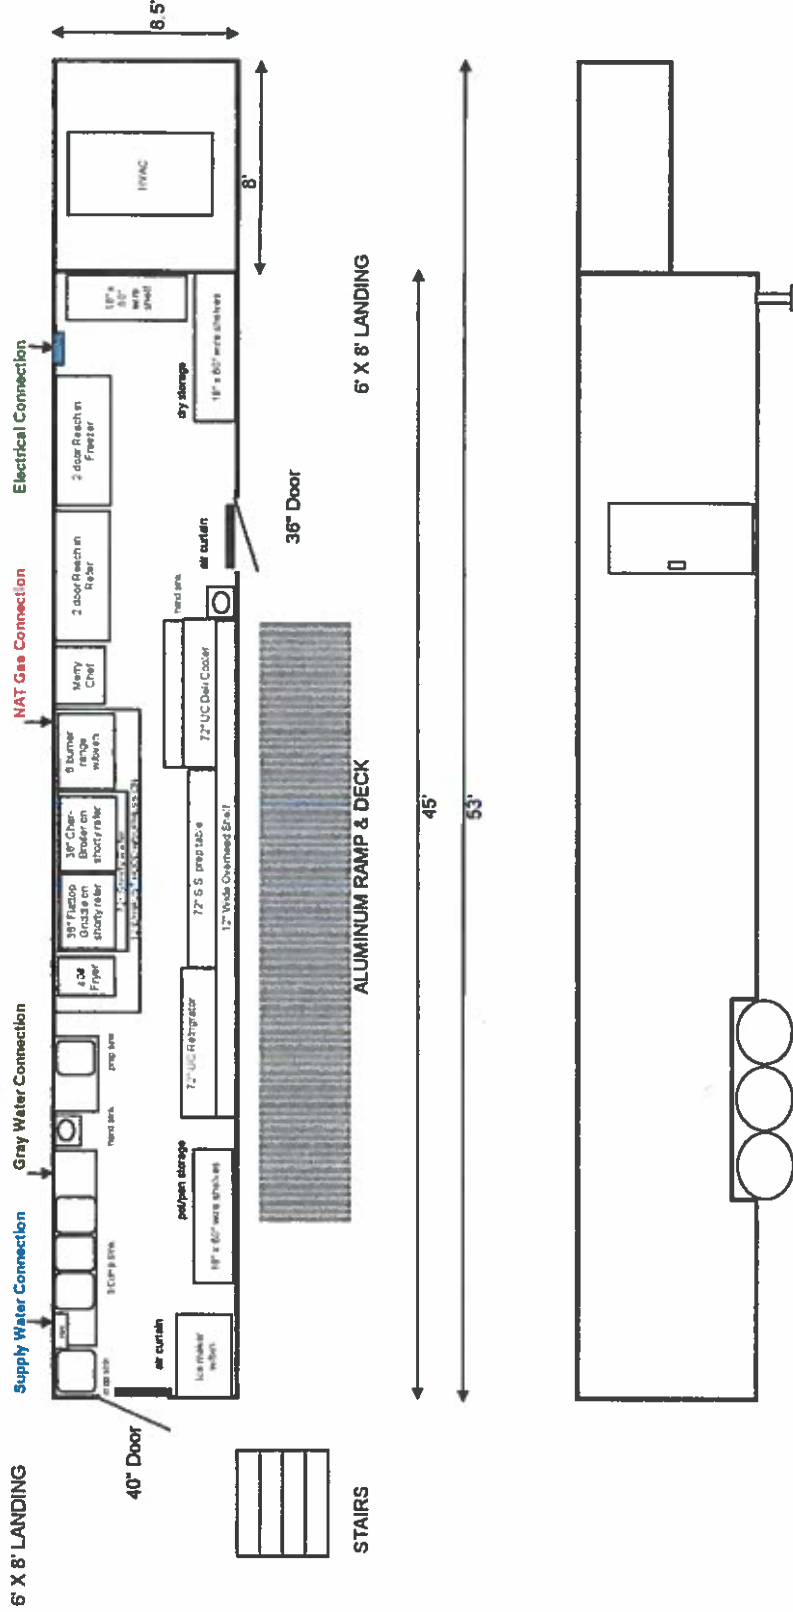 6' X 8' LANDING
Supply Water Connection
Gray Water Connection
NAT Gas Connection
Electrical Connection
8.5'
40" Door
mop sink
3 Comp sink
hand sink
prep sink
40#
Fryer
36" Flattop
Griddle on
shorty refer
36" Char-
Broiler on
shorty refer
6 burner
range
w/oven
Merry
Chef
2 door Reach in
Refer
2 door Reach in
Freezer
18" x
60"
wire
shelf
HVAC
8'
air curtain
Ice maker
w/bin
pot/pan storage
18" x 60" wire shelves
72" UC Refrigrator
72" S.S. prep table
12" Wide Overhead Shelf
72" UC Deli Cooler
hand sink
air curtain
36" Door
dry storage
18" x 60" wire shelves
STAIRS
ALUMINUM RAMP & DECK
6' X 8' LANDING
45'
53'